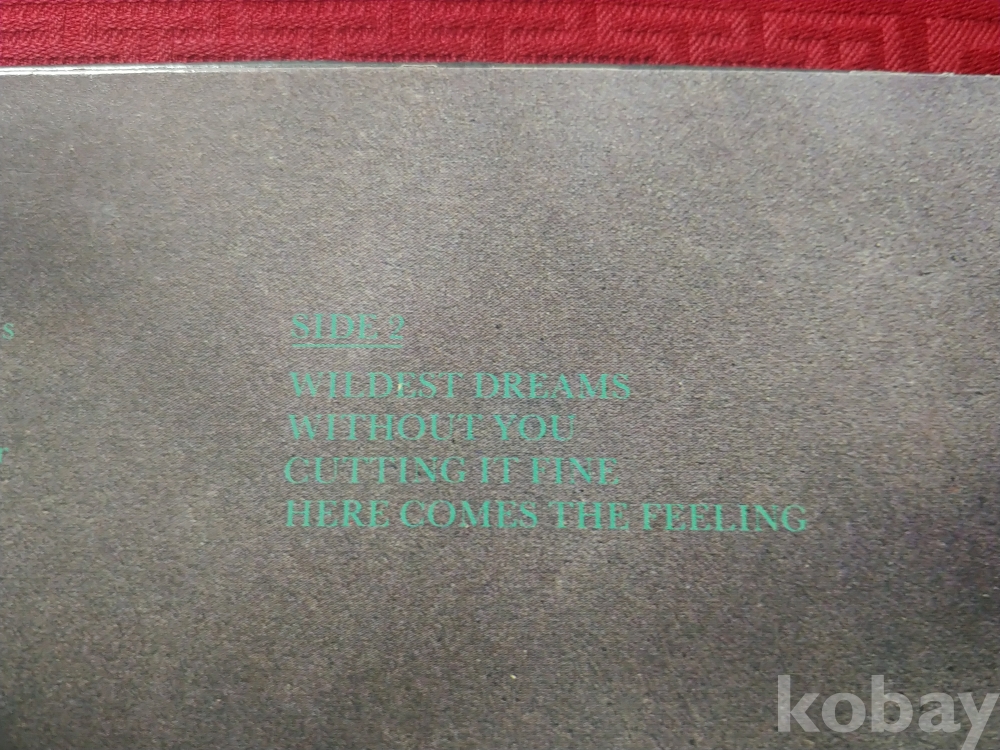 s
r
SIDE 2
WILDEST DREAMS
WITHOUT YOU
CUTTING IT FINE
HERE COMES THE FEELING
kobay